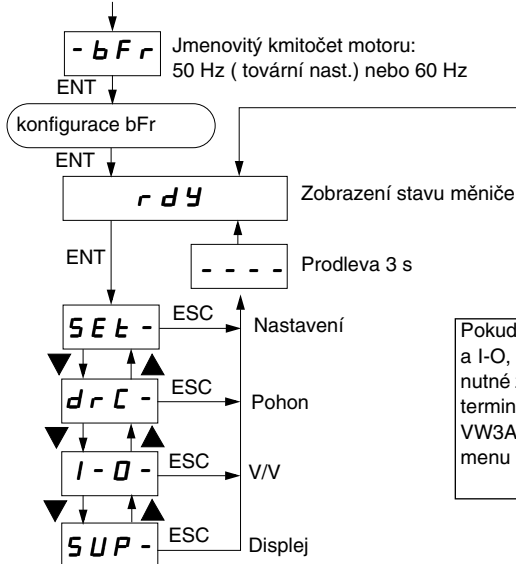 - b F r
Jmenovitý kmitočet motoru:
50 Hz ( tovární nast.) nebo 60 Hz
ENT
konfigurace bFr
ENT
r d Y
Zobrazení stavu měniče
ENT
- - - -
Prodleva 3 s
S E t -
ESC
Nastavení
d r C -
ESC
Pohon
I - O -
ESC
V/V
S U P -
ESC
Displej
Pokud
a I-O,
nutné
termin
VW3A
menu